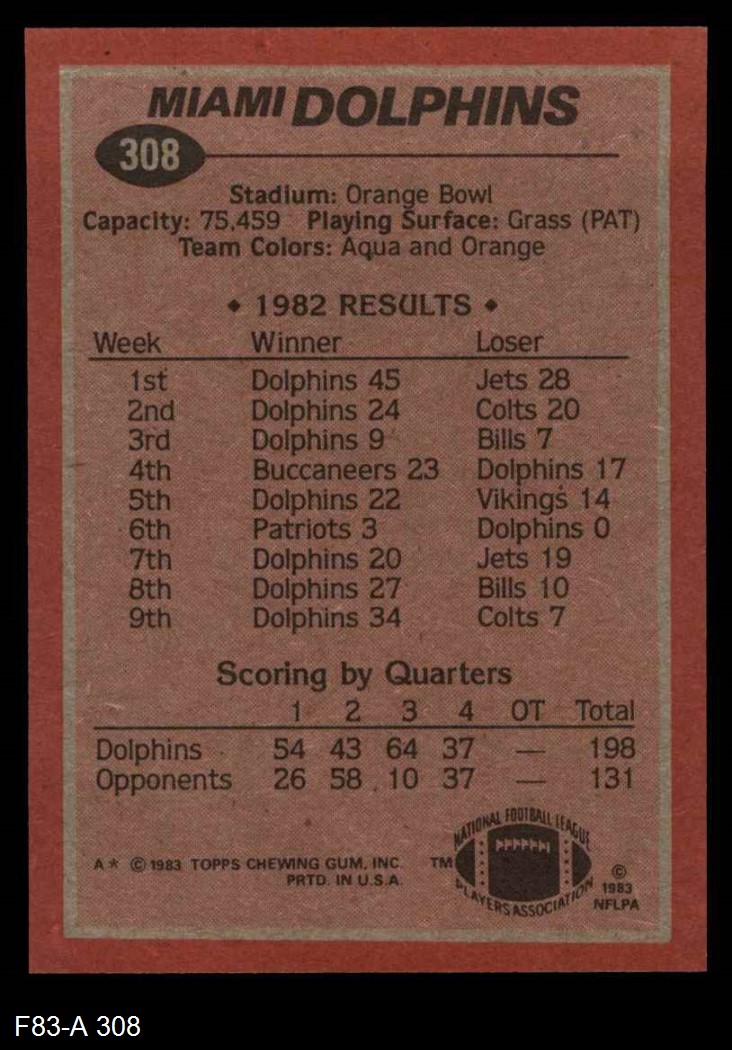 MIAMI DOLPHINS
308
Stadium: Orange Bowl
Capacity: 75,459 Playing Surface: Grass (PAT)
Team Colors: Aqua and Orange
◆ 1982 RESULTS ◆
Week Winner Loser
1st Dolphins 45 Jets 28
2nd Dolphins 24 Colts 20
3rd Dolphins 9 Bills 7
4th Buccaneers 23 Dolphins 17
5th Dolphins 22 Vikings 14
6th Patriots 3 Dolphins 0
7th Dolphins 20 Jets 19
8th Dolphins 27 Bills 10
9th Dolphins 34 Colts 7
Scoring by Quarters
1 2 3 4 OT Total
Dolphins 54 43 64 37 — 198
Opponents 26 58 10 37 — 131
NATIONAL FOOTBALL LEAGUE
PLAYERS ASSOCIATION
TM
A* © 1983 TOPPS CHEWING GUM, INC.
PRTD. IN U.S.A.
©
1983
NFLPA
F83-A 308